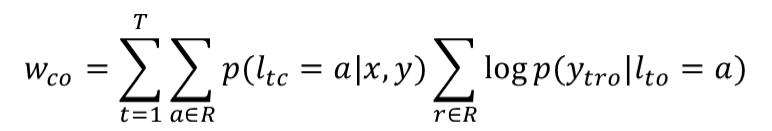 w_{co} = \sum_{t=1}^{T} \sum_{a \in R} p(l_{tc} = a|x, y) \sum_{r \in R} \log p(y_{tro}|l_{to} = a)